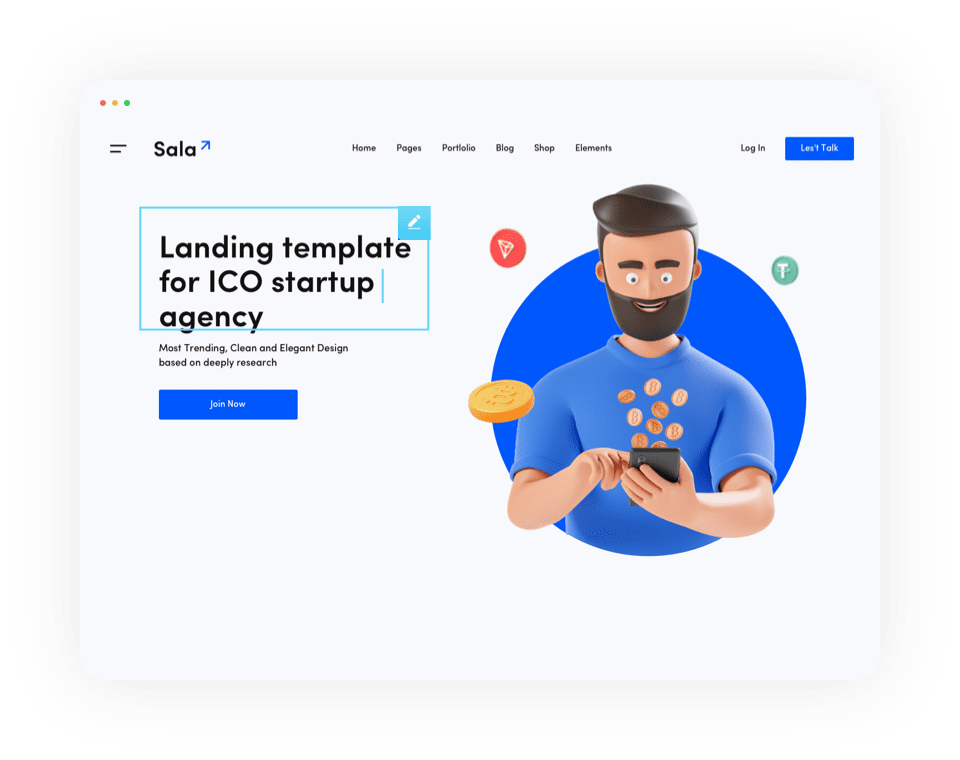 Sala
Home Pages Portlolio Blog Shop Elements
Log In
Les't Talk
Landing template
for ICO startup
agency
Most Trending, Clean and Elegant Design
based on deeply research
Join Now